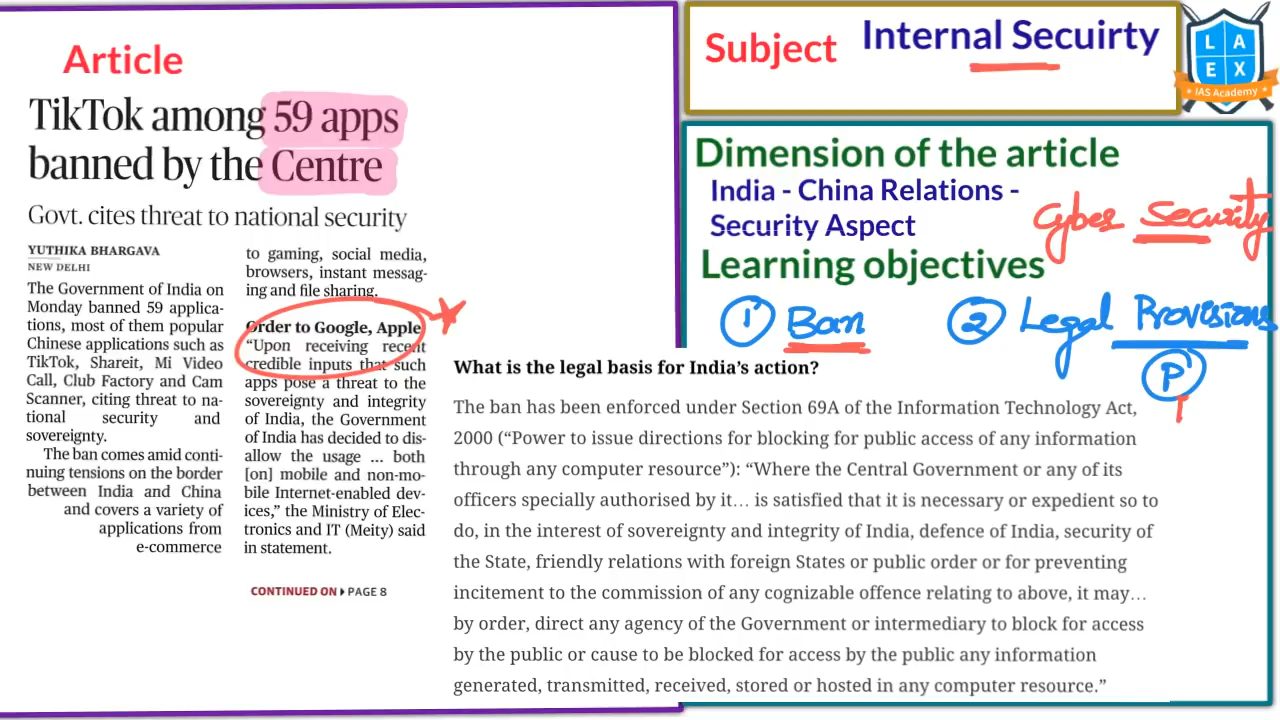 Article
TikTok among 59 apps
banned by the Centre
Govt. cites threat to national security
YUTHIKA BHARGAVA
NEW DELHI
The Government of India on
Monday banned 59 applica-
tions, most of them popular
Chinese applications such as
TikTok, Shareit, Mi Video
Call, Club Factory and Cam
Scanner, citing threat to na-
tional security and
sovereignty.
The ban comes amid conti-
nuing tensions on the border
between India and China
and covers a variety of
applications from
e-commerce
to gaming, social media,
browsers, instant messag-
ing and file sharing.
Order to Google, Apple
“Upon receiving recent
credible inputs that such
apps pose a threat to the
sovereignty and integrity
of India, the Government
of India has decided to dis-
allow the usage ... both
[on] mobile and non-mo-
bile Internet-enabled dev-
ices,” the Ministry of Elec-
tronics and IT (Meity) said
in statement.
CONTINUED ON PAGE 8
Subject Internal Secuirty
L A
E X
IAS Academy
Dimension of the article
India - China Relations -
Security Aspect
Cyber Security
Learning objectives
1 Ban 2 Legal Provisions
P
What is the legal basis for India’s action?
The ban has been enforced under Section 69A of the Information Technology Act,
2000 (“Power to issue directions for blocking for public access of any information
through any computer resource”): “Where the Central Government or any of its
officers specially authorised by it… is satisfied that it is necessary or expedient so to
do, in the interest of sovereignty and integrity of India, defence of India, security of
the State, friendly relations with foreign States or public order or for preventing
incitement to the commission of any cognizable offence relating to above, it may…
by order, direct any agency of the Government or intermediary to block for access
by the public or cause to be blocked for access by the public any information
generated, transmitted, received, stored or hosted in any computer resource.”